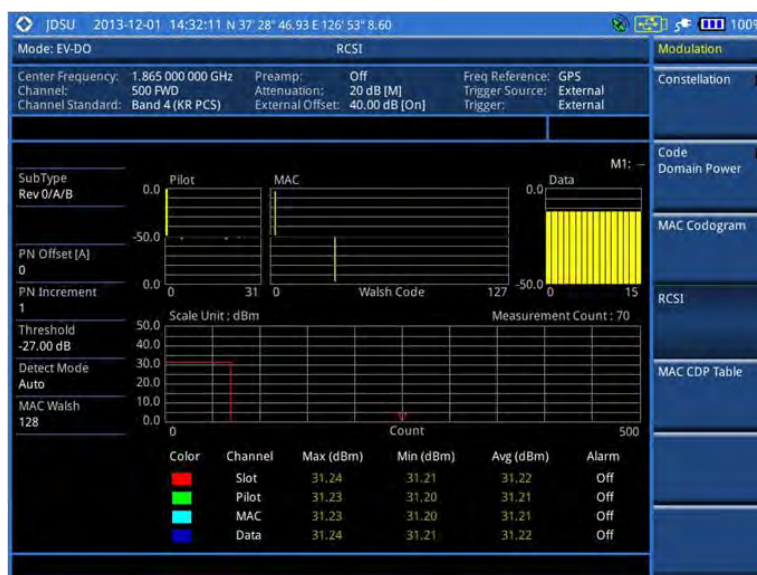 JDSU 2013-12-01 14:32:11 N 37' 28" 46.93 E 126' 53" 8.60 100%
Mode: EV-DO RCSI Modulation
Center Frequency: 1.865 000 000 GHz Preamp: Off Freq Reference: GPS
Channel: 500 FWD Attenuation: 20 dB [M] Trigger Source: External
Channel Standard: Band 4 (KR PCS) External Offset: 40.00 dB [On] Trigger: External
Constellation
Code
Domain Power
MAC Codogram
RCSI
MAC CDP Table
M1: --
SubType
Rev 0/A/B
PN Offset [A]
0
PN Increment
1
Threshold
-27.00 dB
Detect Mode
Auto
MAC Walsh
128
Pilot MAC Data
0.0 0.0
-50.0
0.0 -50.0
0 31 0 Walsh Code 127 0 15
Scale Unit : dBm Measurement Count : 70
50.0
40.0
30.0
20.0
10.0
0.0
0 Count 500
Color Channel Max (dBm) Min (dBm) Avg (dBm) Alarm
Slot 31.24 31.21 31.22 Off
Pilot 31.23 31.20 31.21 Off
MAC 31.23 31.20 31.21 Off
Data 31.24 31.21 31.22 Off